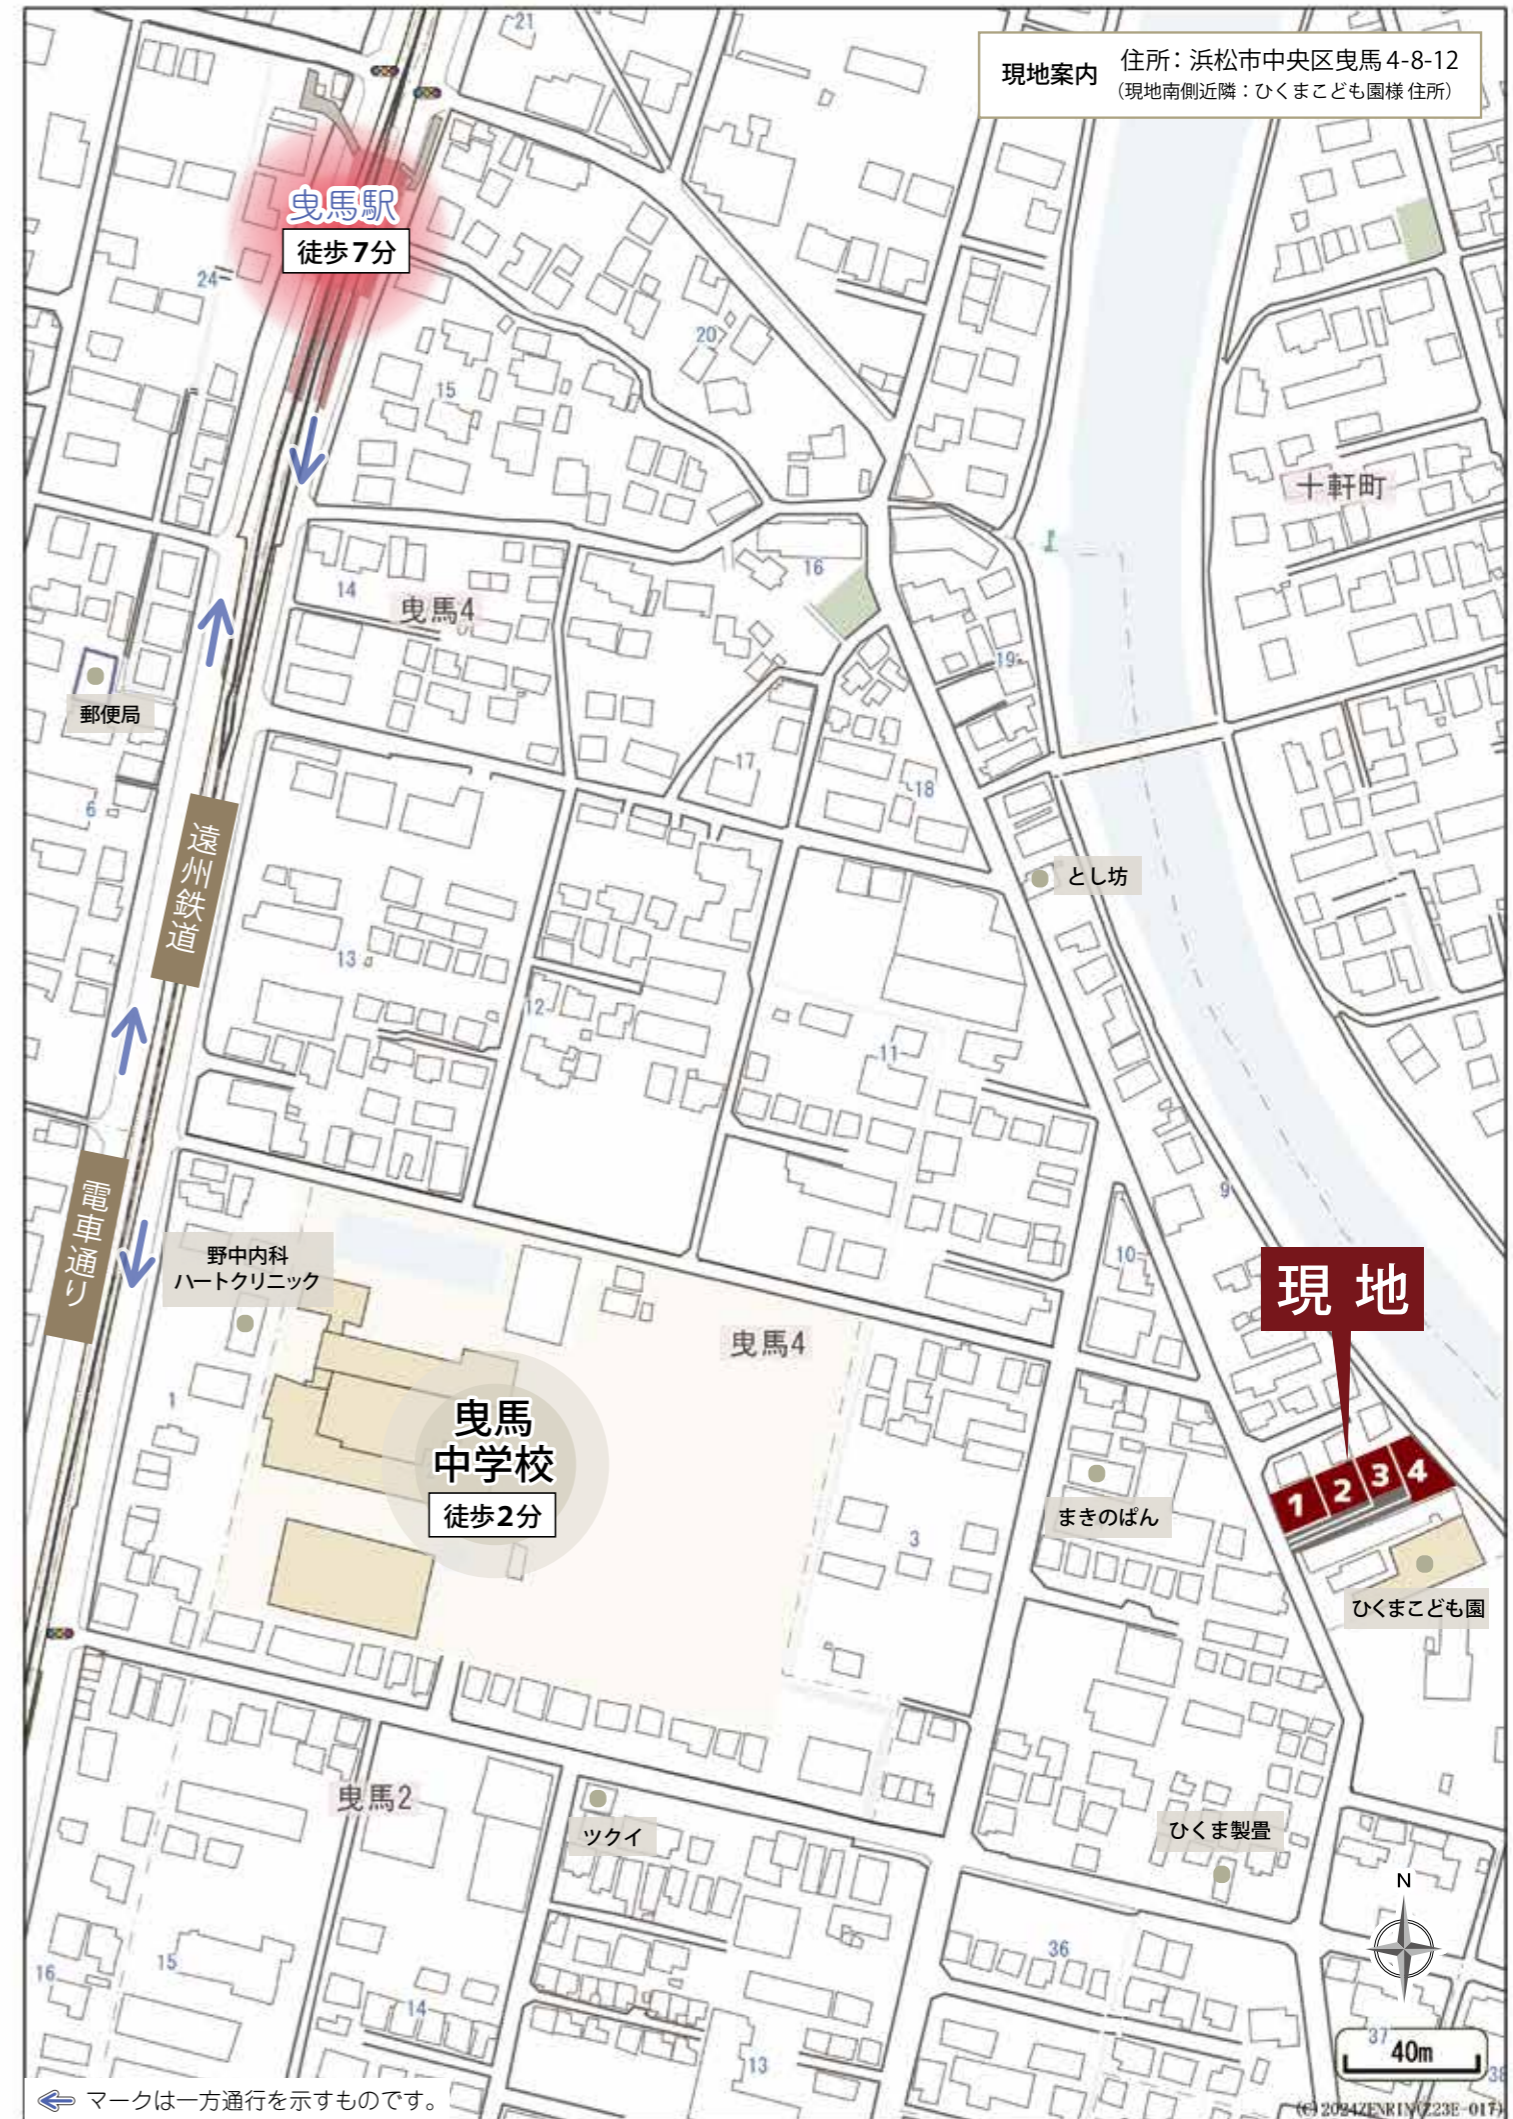 21
現地案内
住所：浜松市中央区曳馬4-8-12
（現地南側近隣：ひくまこども園様 住所）
曳馬駅
徒歩7分
24
20
15
十軒町
16
14
曳馬4
19
郵便局
17
18
6
遠州鉄道
とし坊
13
12
11
電車通り
9
10
野中内科
ハートクリニック
現地
曳馬4
1
曳馬
中学校
徒歩2分
1
2
3
4
まきのぱん
3
ひくまこども園
曳馬2
ツクイ
ひくま製畳
N
16
15
14
36
13
37
40m
38
マークは一方通行を示すものです。
(C)2024ZENRIN(Z23E-017)